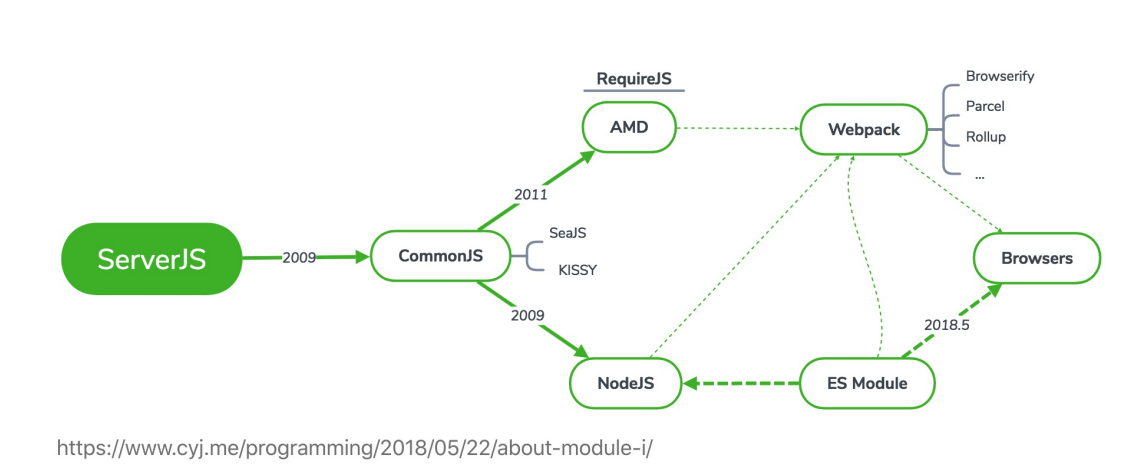 RequireJS
AMD
Webpack
Browserify
Parcel
Rollup
...
2011
ServerJS
2009
CommonJS
SeaJS
KISSY
Browsers
2009
2018.5
NodeJS
ES Module
https://www.cyj.me/programming/2018/05/22/about-module-i/